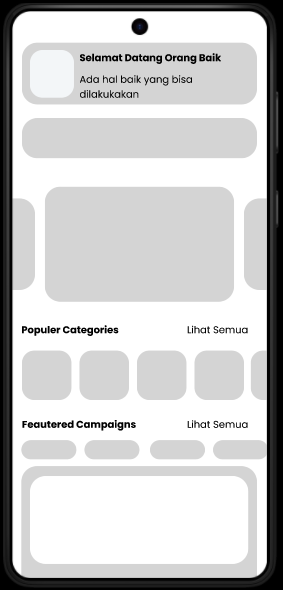 Selamat Datang Orang Baik
Ada hal baik yang bisa
dilakukakan
Populer Categories
Lihat Semua
Feautered Campaigns
Lihat Semua